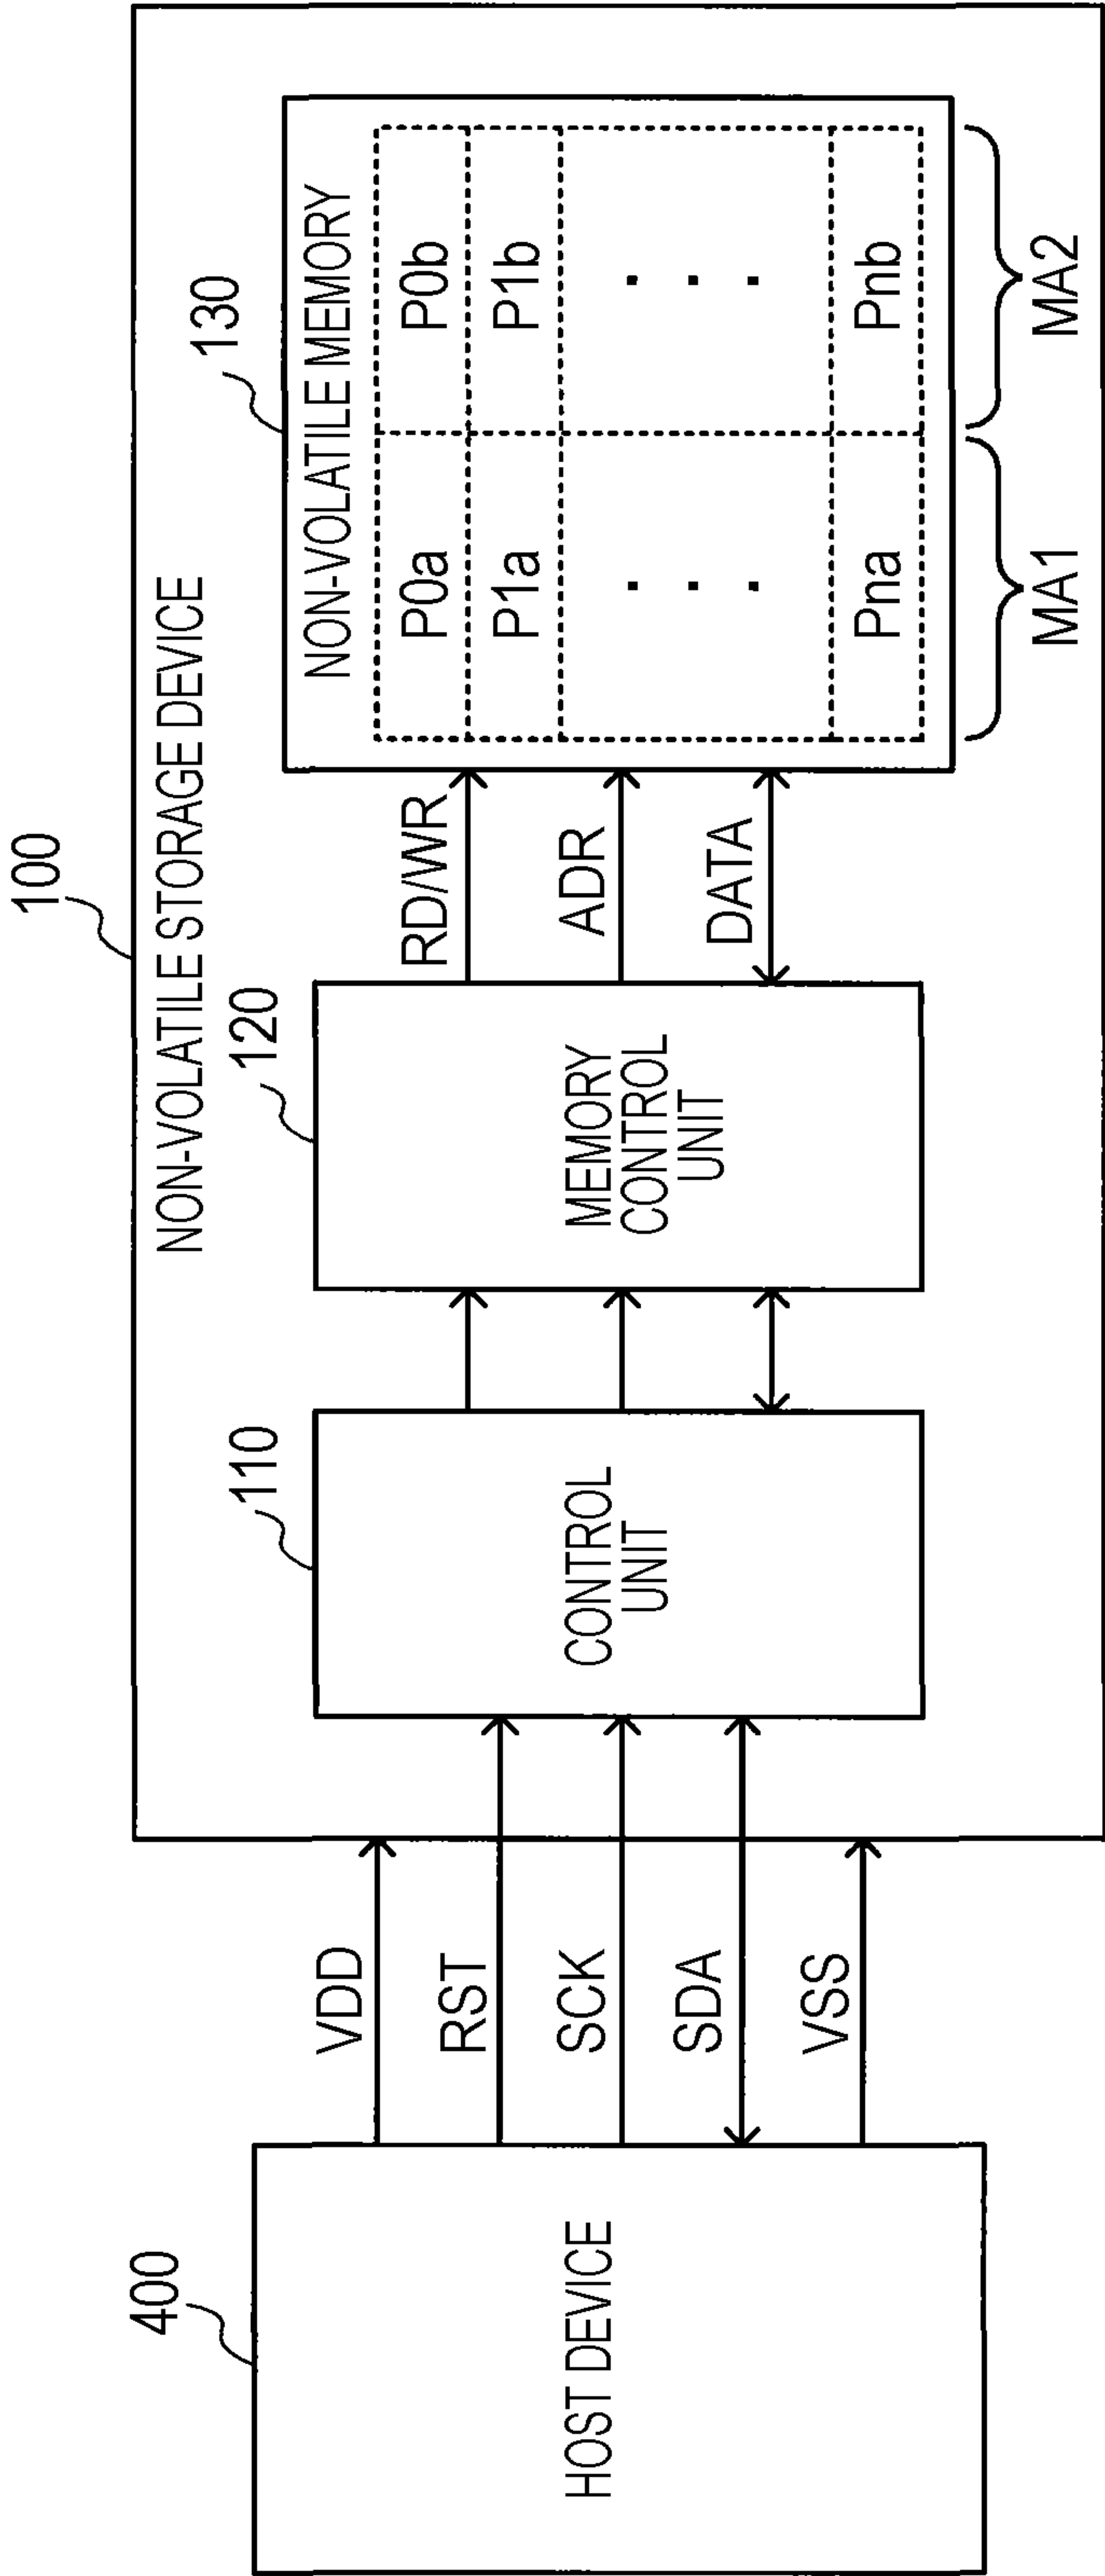 100
NON-VOLATILE STORAGE DEVICE
400
HOST DEVICE
VDD
RST
SCK
SDA
VSS
110
CONTROL
UNIT
120
MEMORY
CONTROL
UNIT
RD/WR
ADR
DATA
130
NON-VOLATILE MEMORY
P0a P0b
P1a P1b
. . . . . .
Pna Pnb
MA1 MA2